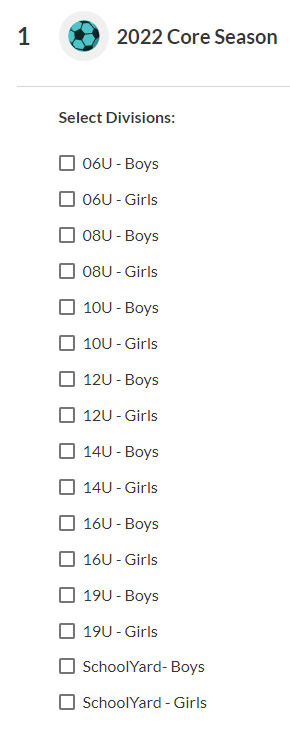 1 2022 Core Season
Select Divisions:
06U - Boys
06U - Girls
08U - Boys
08U - Girls
10U - Boys
10U - Girls
12U - Boys
12U - Girls
14U - Boys
14U - Girls
16U - Boys
16U - Girls
19U - Boys
19U - Girls
SchoolYard- Boys
SchoolYard - Girls